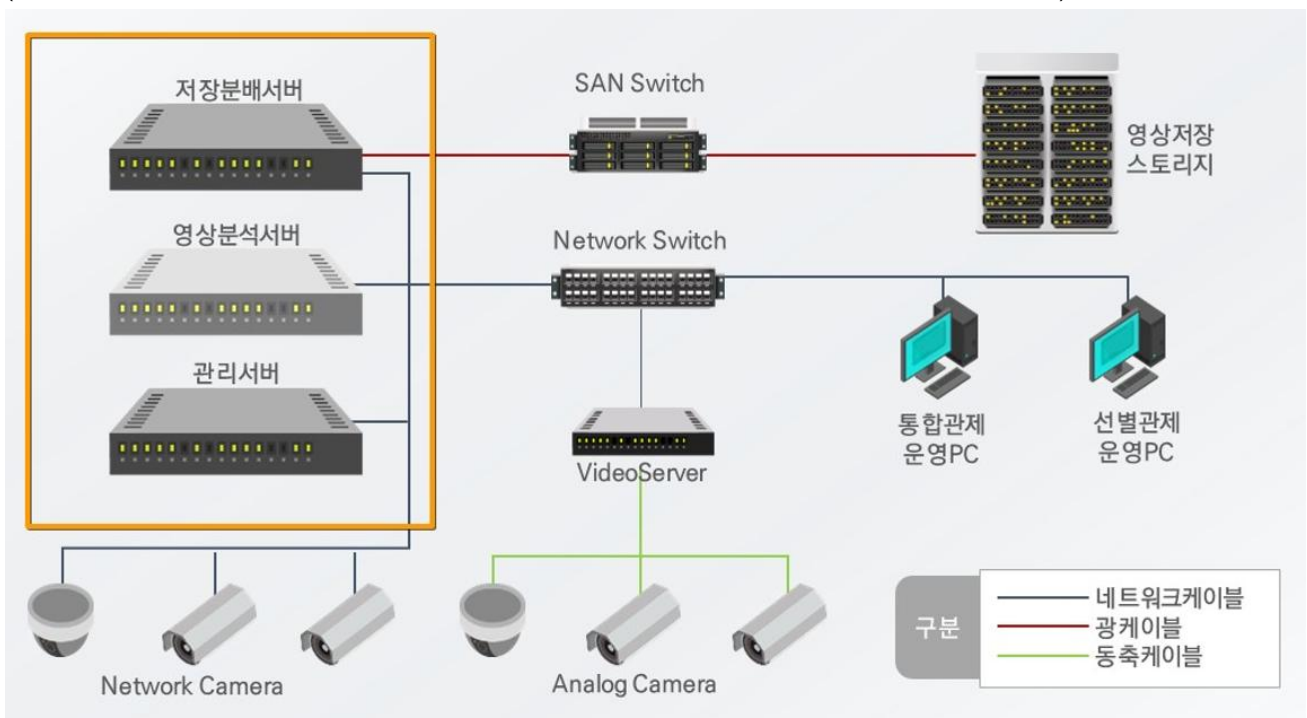 저장분배서버
SAN Switch
영상저장
스토리지
영상분석서버
Network Switch
관리서버
통합관제
운영PC
선별관제
운영PC
VideoServer
Network Camera
Analog Camera
구분
네트워크케이블
광케이블
동축케이블